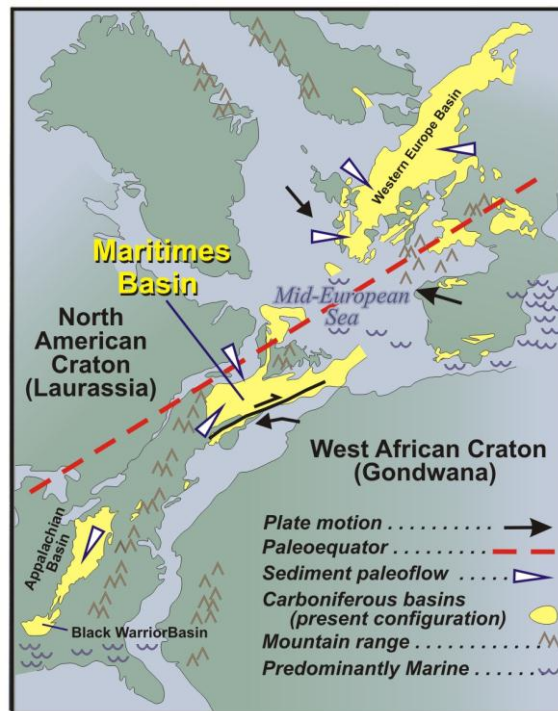 Western Europe Basin
Maritimes
Basin
Mid-European
Sea
North
American
Craton
(Laurassia)
West African Craton
(Gondwana)
Appalachian
Basin
Black WarriorBasin
Plate motion . . . . . . . . . .
Paleoequator . . . . . . . . .
Sediment paleoflow . . . . .
Carboniferous basins
(present configuration)
Mountain range . . . . . . . . . . .
Predominantly Marine . . . . . .